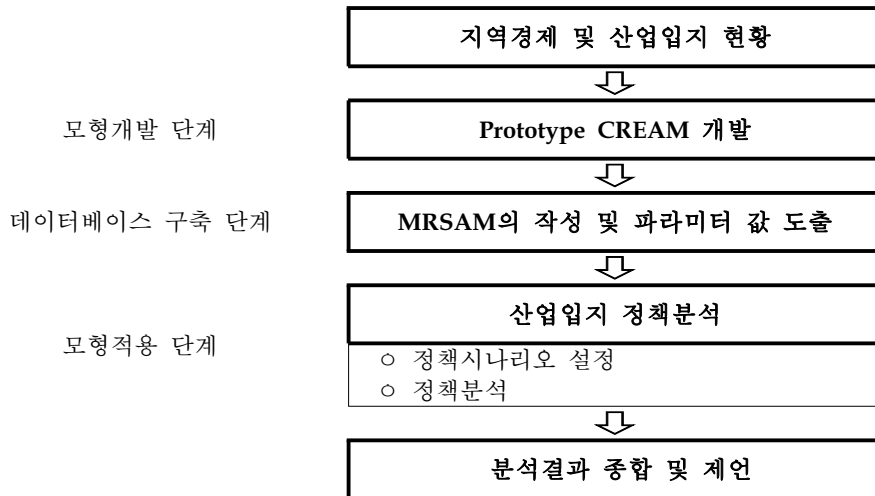 지역경제 및 산업입지 현황
모형개발 단계
Prototype CREAM 개발
데이터베이스 구축 단계
MRSAM의 작성 및 파라미터 값 도출
산업입지 정책분석
모형적용 단계
ㅇ 정책시나리오 설정
ㅇ 정책분석
분석결과 종합 및 제언